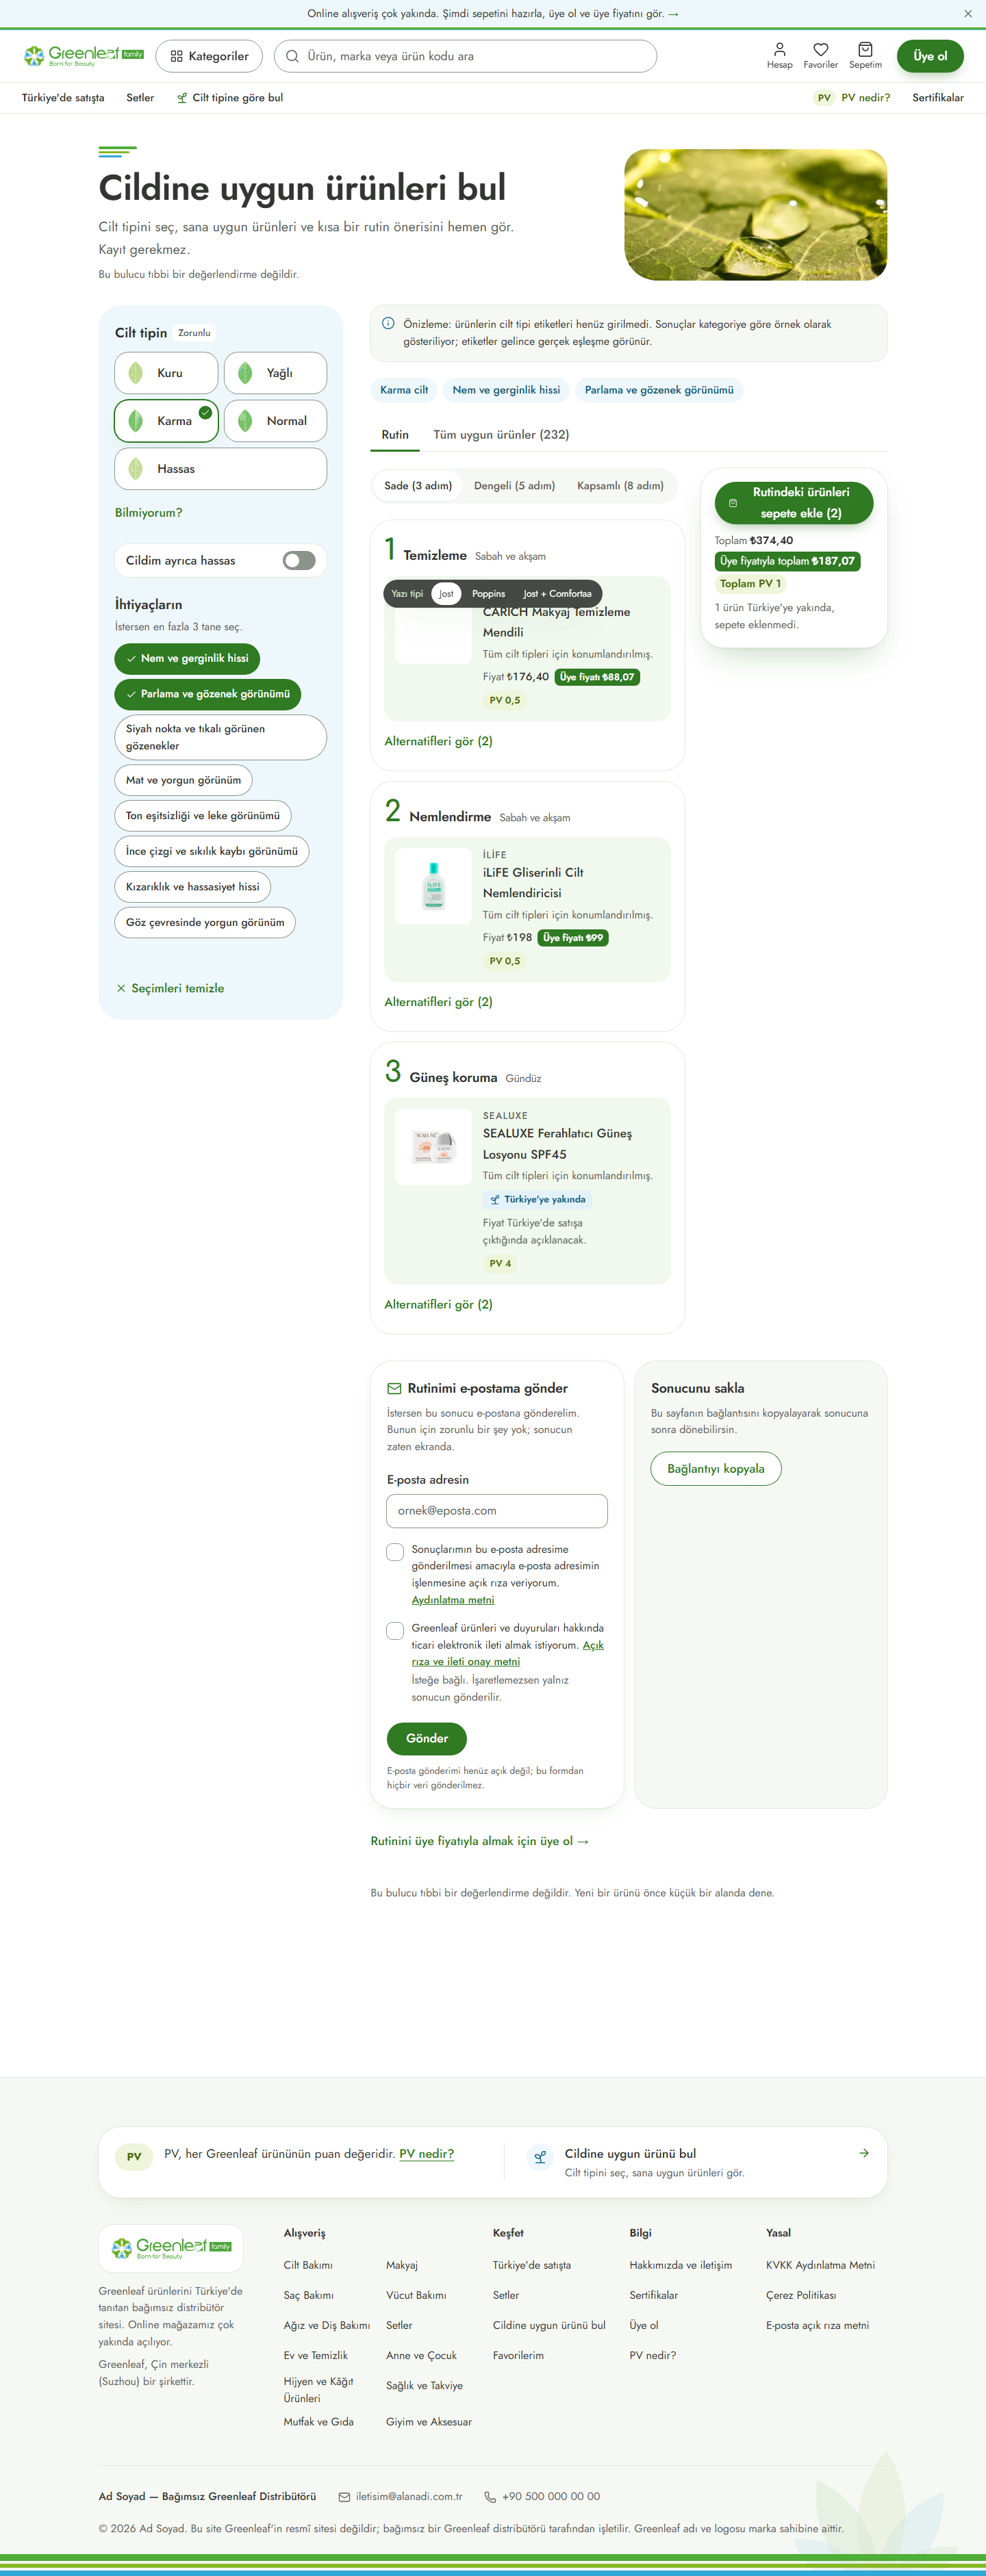 Online alışveriş çok yakında. Şimdi sepetini hazırla, üye ol ve üye fiyatını gör. →
Greenleaf family
Born for Beauty
Kategoriler
Ürün, marka veya ürün kodu ara
Hesap
Favoriler
Sepetim
Üye ol
Türkiye'de satışta
Setler
Cilt tipine göre bul
PV PV nedir?
Sertifikalar
Cildine uygun ürünleri bul
Cilt tipini seç, sana uygun ürünleri ve kısa bir rutin önerisini hemen gör.
Kayıt gerekmez.
Bu bulucu tıbbi bir değerlendirme değildir.
Cilt tipin Zorunlu
Kuru
Yağlı
Karma
Normal
Hassas
Bilmiyorum?
Cildim ayrıca hassas
İhtiyaçların
İstersen en fazla 3 tane seç.
Nem ve gerginlik hissi
Parlama ve gözenek görünümü
Siyah nokta ve tıkalı görünen
gözenekler
Mat ve yorgun görünüm
Ton eşitsizliği ve leke görünümü
İnce çizgi ve sıkılık kaybı görünümü
Kızarıklık ve hassasiyet hissi
Göz çevresinde yorgun görünüm
Seçimleri temizle
Önizleme: ürünlerin cilt tipi etiketleri henüz girilmedi. Sonuçlar kategoriye göre örnek olarak
gösteriliyor; etiketler gelince gerçek eşleşme görünür.
Karma cilt
Nem ve gerginlik hissi
Parlama ve gözenek görünümü
Rutin
Tüm uygun ürünler (232)
Sade (3 adım)
Dengeli (5 adım)
Kapsamlı (8 adım)
1 Temizleme Sabah ve akşam
Yazı tipi Jost Poppins Jost + Comfortaa
CARICH Makyaj Temizleme
Mendili
Tüm cilt tipleri için konumlandırılmış.
Fiyat ₺176,40 Üye fiyatı ₺88,07
PV 0,5
Alternatifleri gör (2)
2 Nemlendirme Sabah ve akşam
İLİFE
iLiFE Gliserinli Cilt
Nemlendiricisi
Tüm cilt tipleri için konumlandırılmış.
Fiyat ₺198 Üye fiyatı ₺99
PV 0,5
Alternatifleri gör (2)
3 Güneş koruma Gündüz
SEALUXE
SEALUXE Ferahlatıcı Güneş
Losyonu SPF45
Tüm cilt tipleri için konumlandırılmış.
Türkiye'ye yakında
Fiyat Türkiye'de satışa
çıktığında açıklanacak.
PV 4
Alternatifleri gör (2)
Rutindeki ürünleri
sepete ekle (2)
Toplam ₺374,40
Üye fiyatıyla toplam ₺187,07
Toplam PV 1
1 ürün Türkiye'ye yakında,
sepete eklenmedi.
Rutinimi e-postama gönder
İstersen bu sonucu e-postana gönderelim.
Bunun için zorunlu bir şey yok; sonucun
zaten ekranda.
E-posta adresin
ornek@eposta.com
Sonuçlarımın bu e-posta adresime
gönderilmesi amacıyla e-posta adresimin
işlenmesine açık rıza veriyorum.
Aydınlatma metni
Greenleaf ürünleri ve duyuruları hakkında
ticari elektronik ileti almak istiyorum. Açık
rıza ve ileti onay metni
İsteğe bağlı. İşaretlemezsen yalnız
sonucun gönderilir.
Gönder
E-posta gönderimi henüz açık değil; bu formdan
hiçbir veri gönderilmez.
Sonucunu sakla
Bu sayfanın bağlantısını kopyalayarak sonucuna
sonra dönebilirsin.
Bağlantıyı kopyala
Rutinini üye fiyatıyla almak için üye ol →
Bu bulucu tıbbi bir değerlendirme değildir. Yeni bir ürünü önce küçük bir alanda dene.
PV PV, her Greenleaf ürününün puan değeridir. PV nedir?
Cildine uygun ürünü bul
Cilt tipini seç, sana uygun ürünleri gör.
Greenleaf family
Born for Beauty
Greenleaf ürünlerini Türkiye'de
tanıtan bağımsız distribütör
sitesi. Online mağazamız çok
yakında açılıyor.
Greenleaf, Çin merkezli
(Suzhou) bir şirkettir.
Alışveriş
Cilt Bakımı
Makyaj
Saç Bakımı
Vücut Bakımı
Ağız ve Diş Bakımı
Setler
Ev ve Temizlik
Anne ve Çocuk
Hijyen ve Kâğıt
Ürünleri
Sağlık ve Takviye
Mutfak ve Gıda
Giyim ve Aksesuar
Keşfet
Türkiye'de satışta
Setler
Cildine uygun ürünü bul
Favorilerim
Bilgi
Hakkımızda ve iletişim
Sertifikalar
Üye ol
PV nedir?
Yasal
KVKK Aydınlatma Metni
Çerez Politikası
E-posta açık rıza metni
Ad Soyad — Bağımsız Greenleaf Distribütörü
iletisim@alanadi.com.tr
+90 500 000 00 00
© 2026 Ad Soyad. Bu site Greenleaf'in resmî sitesi değildir; bağımsız bir Greenleaf distribütörü tarafından işletilir. Greenleaf adı ve logosu marka sahibine aittir.